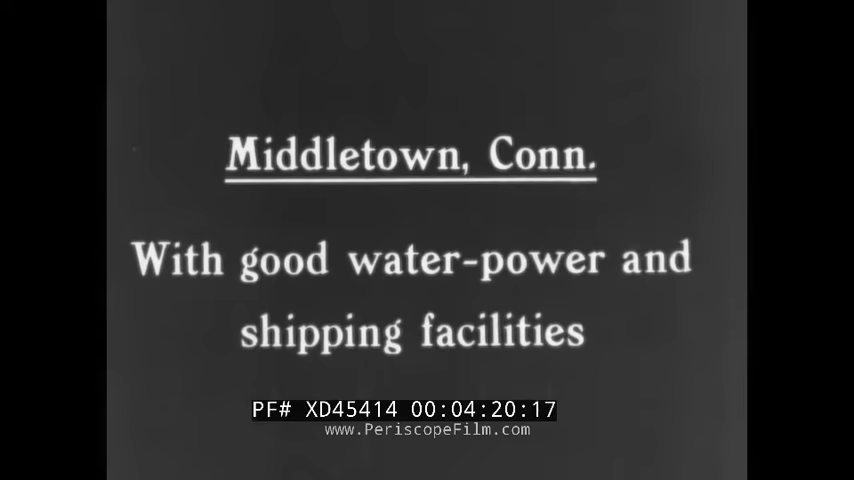 Middletown, Conn.
With good water-power and
shipping facilities
PF# XD45414 00:04:20:17
www.PeriscopeFilm.com